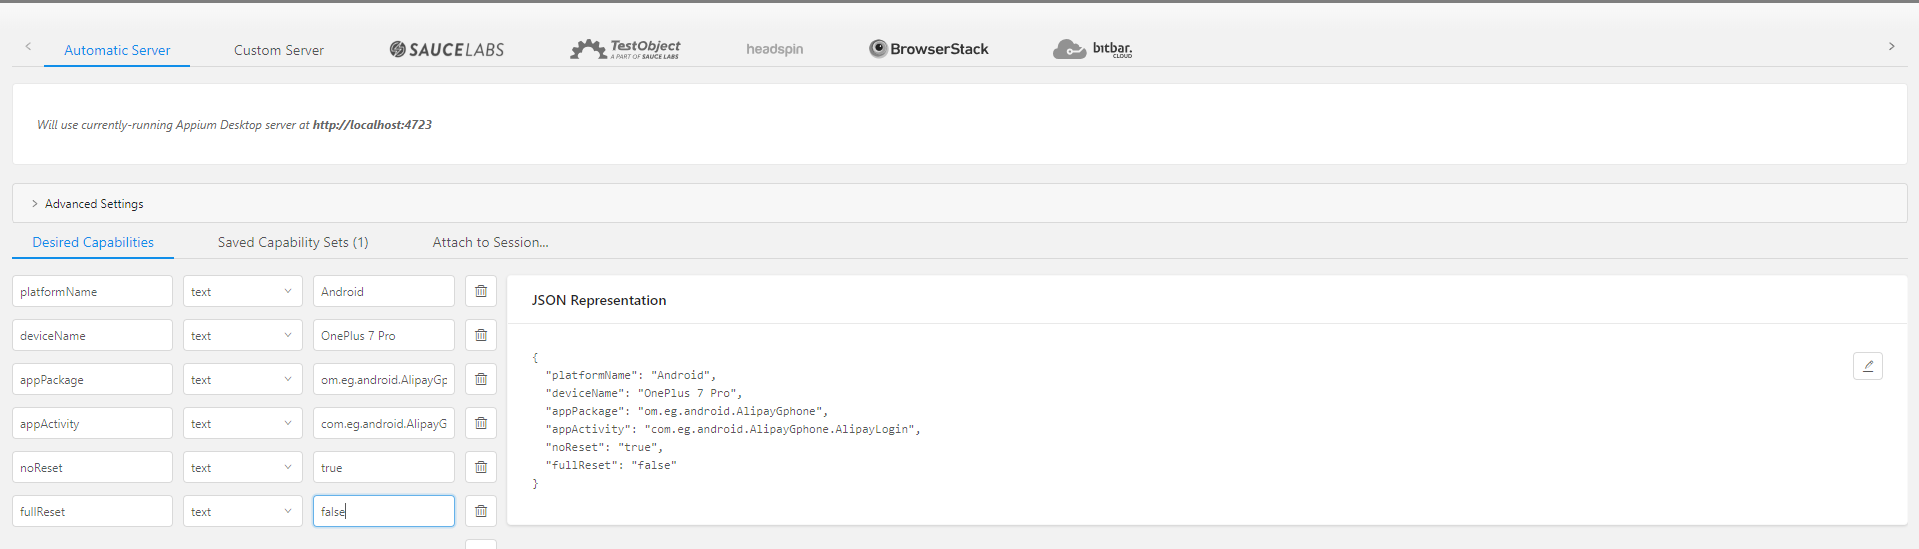 Automatic Server
Custom Server
SAUCELABS
TestObject
A PART OF SAUCE LABS
headspin
BrowserStack
bitbar.
CLOUD
Will use currently-running Appium Desktop server at http://localhost:4723
Advanced Settings
Desired Capabilities
Saved Capability Sets (1)
Attach to Session...
platformName text Android
deviceName text OnePlus 7 Pro
appPackage text om.eg.android.AlipayGp
appActivity text com.eg.android.AlipayG
noReset text true
fullReset text false
JSON Representation
{
"platformName": "Android",
"deviceName": "OnePlus 7 Pro",
"appPackage": "om.eg.android.AlipayGphone",
"appActivity": "com.eg.android.AlipayGphone.AlipayLogin",
"noReset": "true",
"fullReset": "false"
}